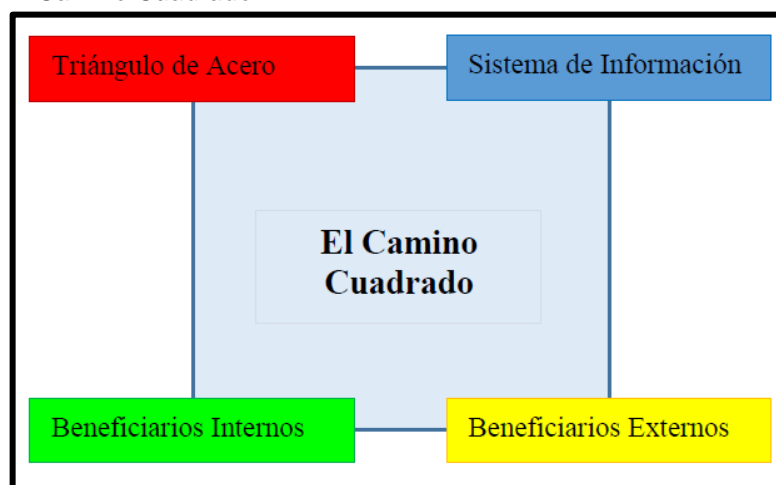 Triángulo de Acero
Sistema de Información
El Camino
Cuadrado
Beneficiarios Internos
Beneficiarios Externos